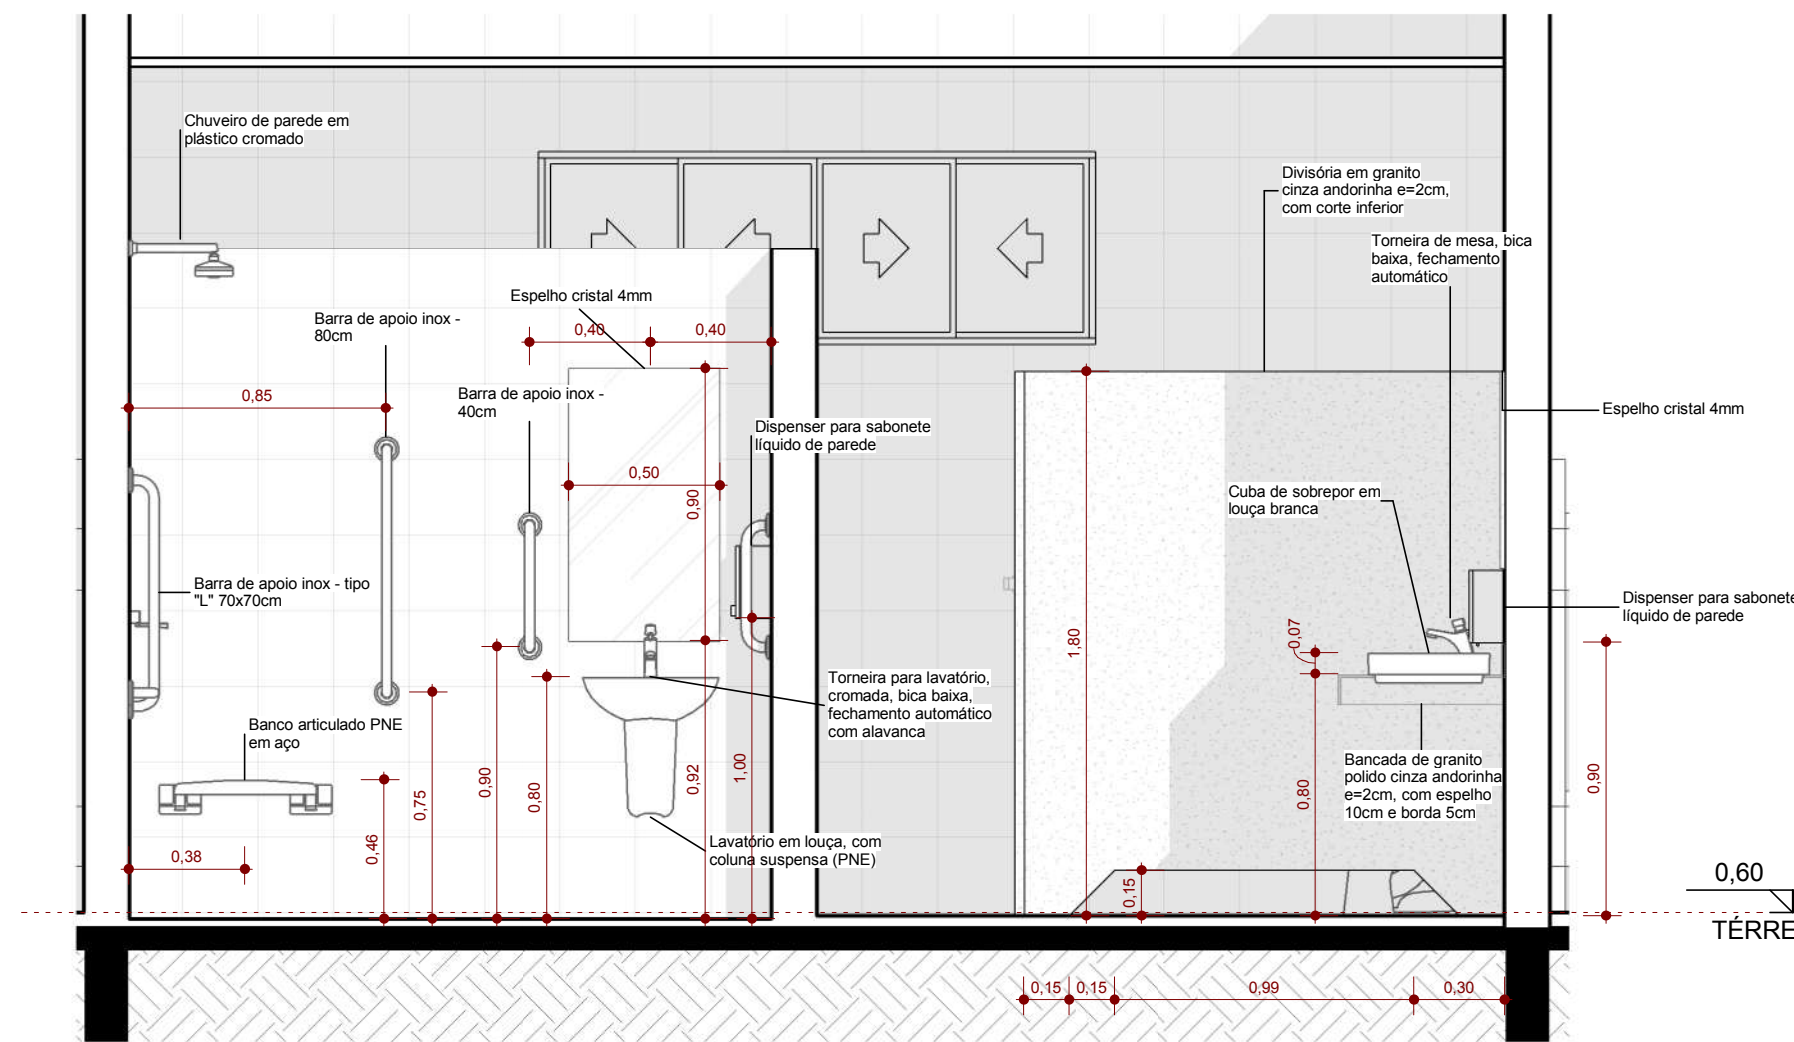 Chuveiro de parede em
plástico cromado
Divisória em granito
cinza andorinha e=2cm,
com corte inferior
Torneira de mesa, bica
baixa, fechamento
automático
Espelho cristal 4mm
Barra de apoio inox -
80cm
0,40
0,40
0,85
Barra de apoio inox -
40cm
Espelho cristal 4mm
Dispenser para sabonete
líquido de parede
0,50
0,90
Cuba de sobrepor em
louça branca
Barra de apoio inox - tipo
"L" 70x70cm
Dispenser para sabonete
líquido de parede
0,07
1,80
Torneira para lavatório,
cromada, bica baixa,
fechamento automático
com alavanca
Banco articulado PNE
em aço
Bancada de granito
polido cinza andorinha
e=2cm, com espelho
10cm e borda 5cm
0,46
0,75
0,90
0,80
0,92
1,00
0,80
0,90
Lavatório em louça, com
coluna suspensa (PNE)
0,38
0,15
0,60
TÉRRE
0,15
0,15
0,99
0,30